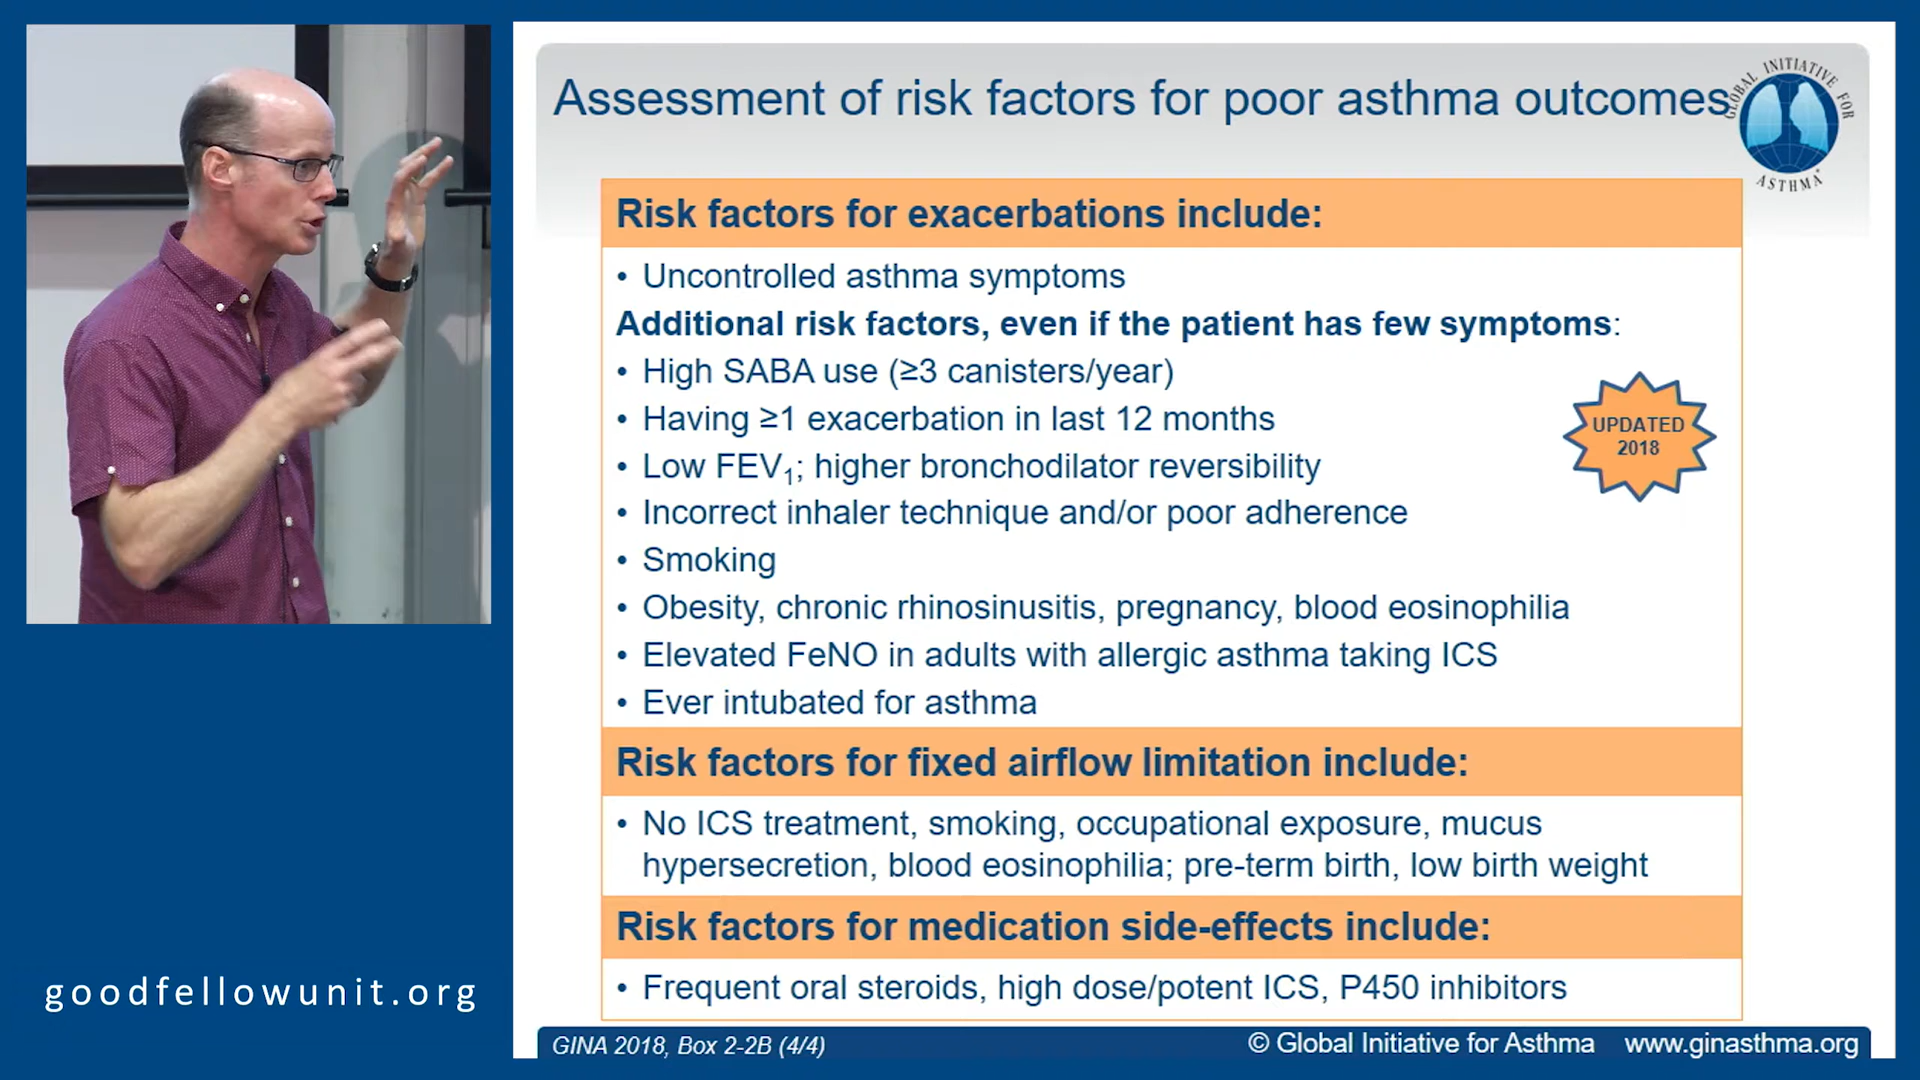 Assessment of risk factors for poor asthma outcomes
GLOBAL INITIATIVE FOR
ASTHMA
Risk factors for exacerbations include:
• Uncontrolled asthma symptoms
Additional risk factors, even if the patient has few symptoms:
• High SABA use (≥3 canisters/year)
• Having ≥1 exacerbation in last 12 months
• Low FEV₁; higher bronchodilator reversibility
• Incorrect inhaler technique and/or poor adherence
• Smoking
• Obesity, chronic rhinosinusitis, pregnancy, blood eosinophilia
• Elevated FeNO in adults with allergic asthma taking ICS
• Ever intubated for asthma
UPDATED
2018
Risk factors for fixed airflow limitation include:
• No ICS treatment, smoking, occupational exposure, mucus
hypersecretion, blood eosinophilia; pre-term birth, low birth weight
Risk factors for medication side-effects include:
• Frequent oral steroids, high dose/potent ICS, P450 inhibitors
goodfellowunit.org
GINA 2018, Box 2-2B (4/4)
© Global Initiative for Asthma www.ginasthma.org